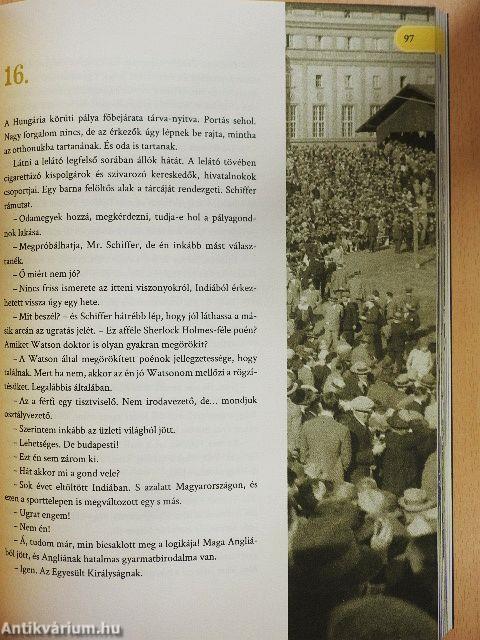 97
16.
A Hungária körúti pálya főbejárata tárva-nyitva. Portás sehol.
Nagy forgalom nincs, de az érkezők úgy lépnek be rajta, mintha
az otthonukba tartanának. És oda is tartanak.
Látni a lelátó legfelső sorában állók hátát. A lelátó tövében
cigarettázó kispolgárok és szivarozó kereskedők, hivatalnokok
csoportjai. Egy barna felöltős alak a tárcáját rendezgeti. Schiffer
rámutat.
– Odamegyek hozzá, megkérdezni, tudja-e hol a pályagond-
nok lakása.
– Megpróbálhatja, Mr. Schiffer, de én inkább mást válasz-
tanék.
– Ő miért nem jó?
– Nincs friss ismerete az itteni viszonyokról, Indiából érkez-
hetett vissza úgy egy hete.
– Mit beszél? – és Schiffer hátrébb lép, hogy jól láthassa a má-
sik arcán az ugratás jelét. – Ez afféle Sherlock Holmes-féle poén?
Amiket Watson doktor is olyan gyakran megörökít?
– A Watson által megörökített poénok jellegzetessége, hogy
találnak. Mert ha nem, akkor az én jó Watsonom mellőzi a rögzí-
tésüket. Legalábbis általában.
– Az a férfi egy tisztviselő. Nem irodavezető, de... mondjuk
osztályvezető.
– Szerintem inkább az üzleti világból jött.
– Lehetséges. De budapesti!
– Ezt én sem zárom ki.
– Hát akkor mi a gond vele?
– Sok évet eltöltött Indiában. S azalatt Magyarországon, és
ezen a sporttelepen is megváltozott egy s más.
– Ugrat engem!
– Nem én!
– Á, tudom már, min bicsaklott meg a logikája! Maga Angliá-
ból jött, és Angliának hatalmas gyarmatbirodalma van.
– Igen. Az Egyesült Királyságnak.
Antikvárium.hu